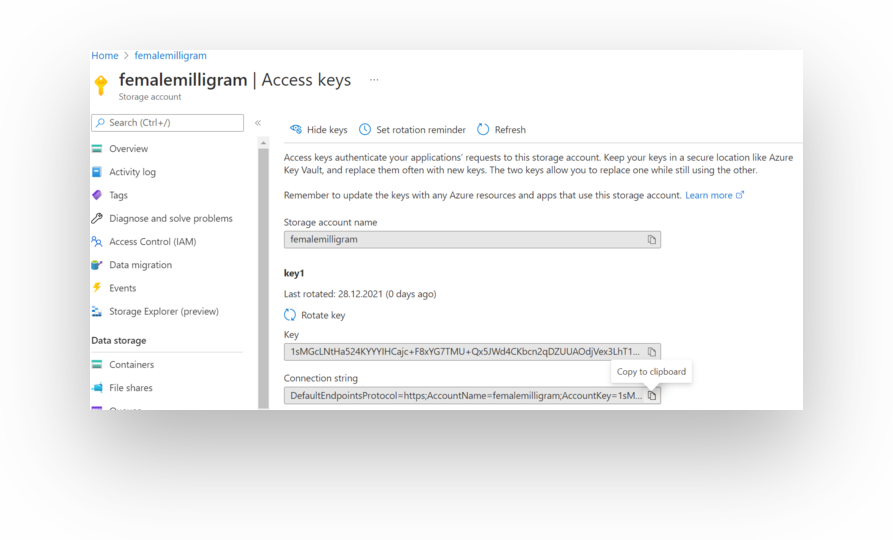 Home > femalemilligram
femalemilligram | Access keys ...
Storage account
Search (Ctrl+/)
«
Hide keys Set rotation reminder Refresh
Overview
Activity log
Tags
Diagnose and solve problems
Access Control (IAM)
Data migration
Events
Storage Explorer (preview)
Data storage
Containers
File shares
Access keys authenticate your applications' requests to this storage account. Keep your keys in a secure location like Azure
Key Vault, and replace them often with new keys. The two keys allow you to replace one while still using the other.
Remember to update the keys with any Azure resources and apps that use this storage account. Learn more
Storage account name
femalemilligram
key1
Last rotated: 28.12.2021 (0 days ago)
Rotate key
Key
1sMGcLNtHa524KYYYIHCajc+F8xYG7TMU+Qx5JWd4CKbcn2qDZUUAOdjVex3LhT1...
Copy to clipboard
Connection string
DefaultEndpointsProtocol=https;AccountName=femalemilligram;AccountKey=1sM...